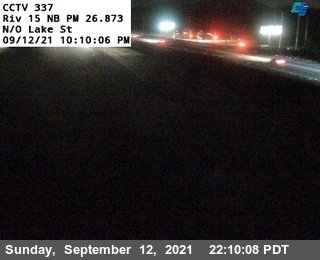 CCTV 337
Riv 15 NB PM 26.873
N/O Lake St
09/12/21 10:10:06 PM
Sunday, September 12, 2021 22:10:08 PDT